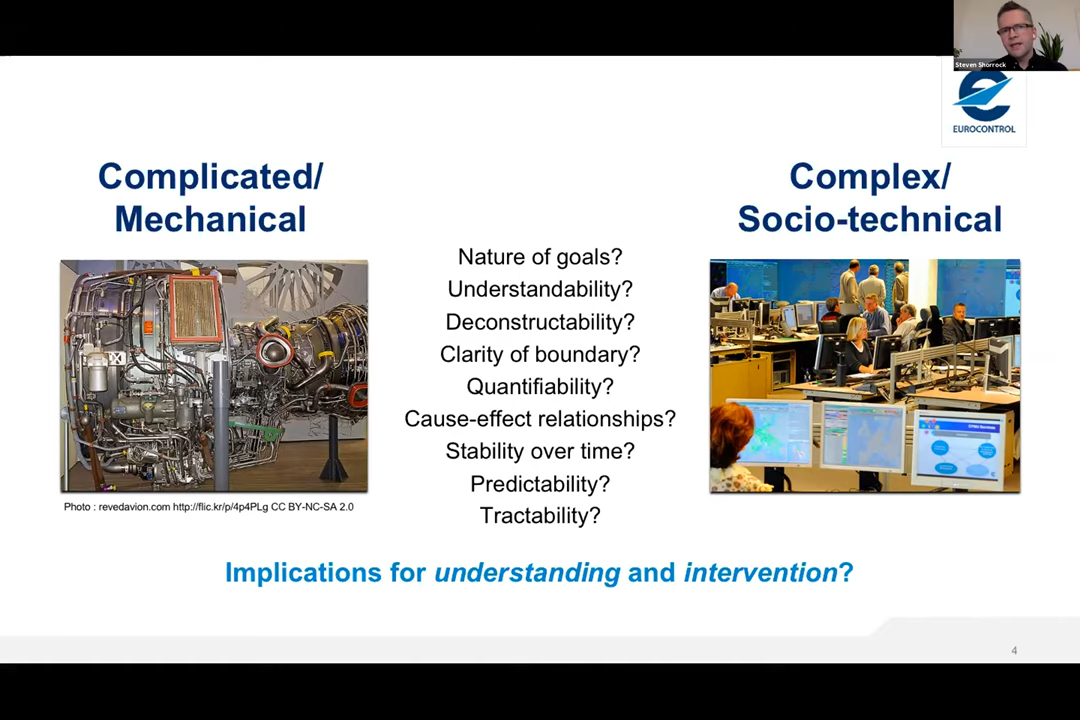 Steven Shorrock
EUROCONTROL
Complicated/
Mechanical
Complex/
Socio-technical
Nature of goals?
Understandability?
Deconstructability?
Clarity of boundary?
Quantifiability?
Cause-effect relationships?
Stability over time?
Predictability?
Tractability?
Photo : revedavion.com http://flic.kr/p/4p4PLg CC BY-NC-SA 2.0
Implications for understanding and intervention?
4